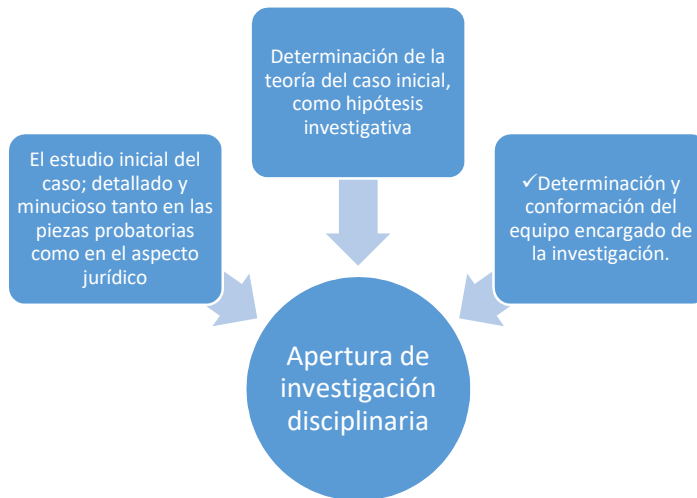 El estudio inicial del
caso; detallado y
minucioso tanto en las
piezas probatorias
como en el aspecto
jurídico
Determinación de la
teoría del caso inicial,
como hipótesis
investigativa
✓Determinación y
conformación del
equipo encargado de
la investigación.
Apertura de
investigación
disciplinaria